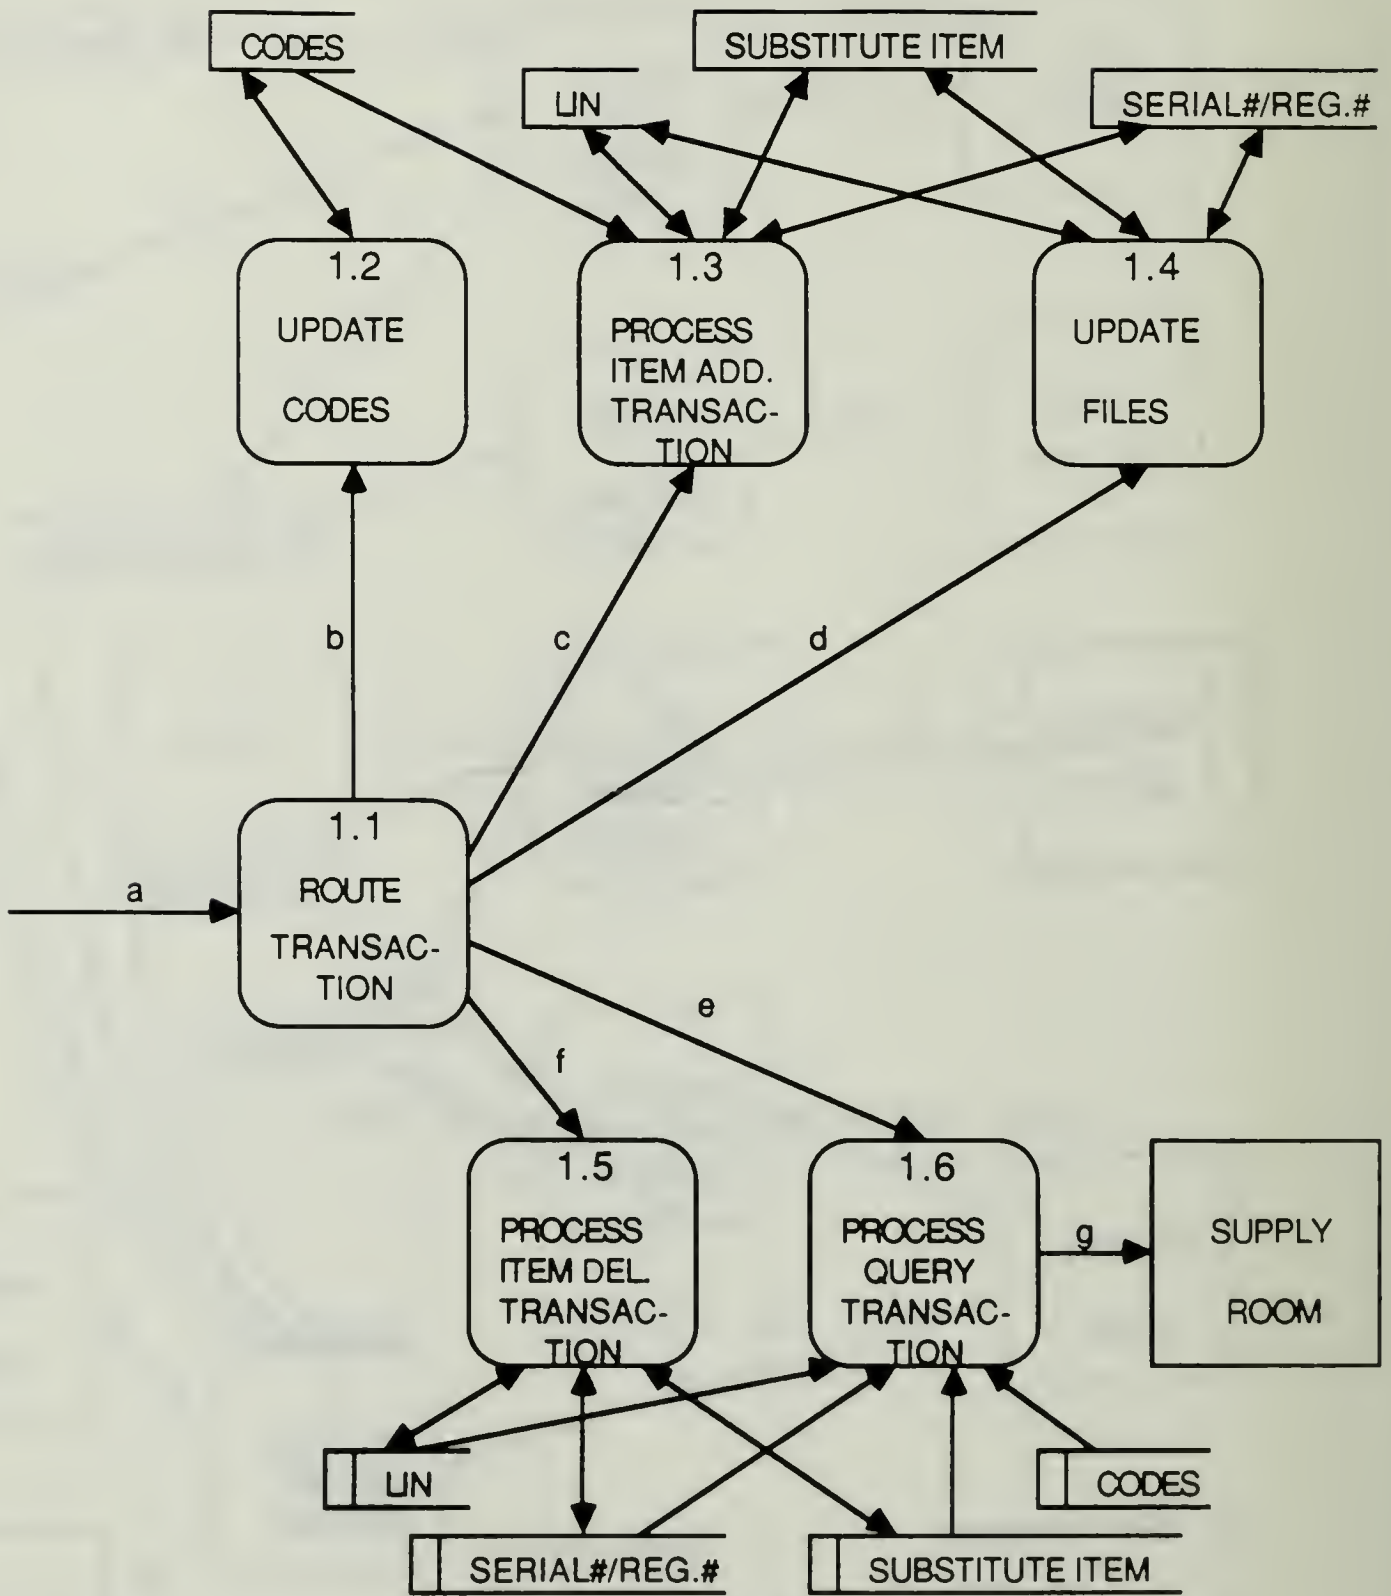 CODES
SUBSTITUTE ITEM
LIN
SERIAL#/REG.#
1.2
UPDATE
CODES
1.3
PROCESS
ITEM ADD.
TRANSAC-
TION
1.4
UPDATE
FILES
b
c
d
1.1
ROUTE
TRANSAC-
TION
a
e
f
1.5
PROCESS
ITEM DEL.
TRANSAC-
TION
1.6
PROCESS
QUERY
TRANSAC-
TION
g
SUPPLY
ROOM
LIN
CODES
SERIAL#/REG.#
SUBSTITUTE ITEM